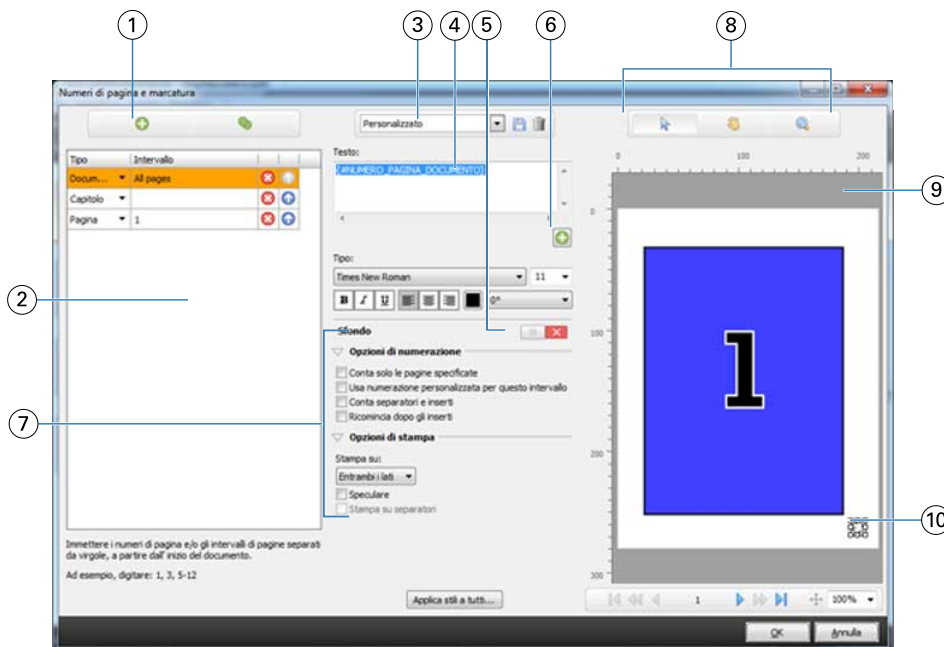 1 3 4 5 6 8
Numeri di pagina e marcatura
Personalizzato
Tipo Intervallo
Docum... All pages
Capitolo
Pagina 1
Testo:
{#NUMERO_PAGINA_DOCUMENTO}
Tipo:
Times New Roman 11
B I U 0°
Sfondo
Opzioni di numerazione
Conta solo le pagine specificate
Usa numerazione personalizzata per questo intervallo
Conta separatori e inserti
Ricomincia dopo gli inserti
Opzioni di stampa
Stampa su:
Entrambi i lati
Speculare
Stampa su separatori
2
7
Immettere i numeri di pagina e/o gli intervalli di pagine separati
da virgole, a partire dall' inizio del documento.
Ad esempio, digitare: 1, 3, 5-12
Applica stili a tutti...
0 100 200
0
100
200
300
1
9
10
1 100%
OK Annulla